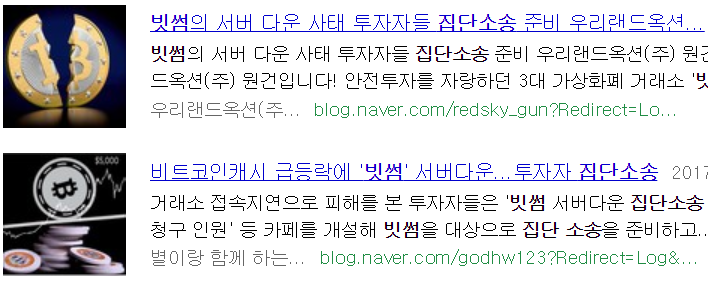 빗썸의 서버 다운 사태 투자자들 집단소송 준비 우리랜드옥션...
빗썸의 서버 다운 사태 투자자들 집단소송 준비 우리랜드옥션(주) 원건
드옥션(주) 원건입니다! 안전투자를 자랑하던 3대 가상화폐 거래소 '빗
우리랜드옥션(주... blog.naver.com/redsky_gun?Redirect=Lo...
$5,000
비트코인캐시 급등락에 '빗썸' 서버다운...투자자 집단소송 2017
거래소 접속지연으로 피해를 본 투자자들은 '빗썸 서버다운 집단소송
청구 인원' 등 카페를 개설해 빗썸을 대상으로 집단 소송을 준비하고...
별이랑 함께 하는... blog.naver.com/godhw123?Redirect=Log&...